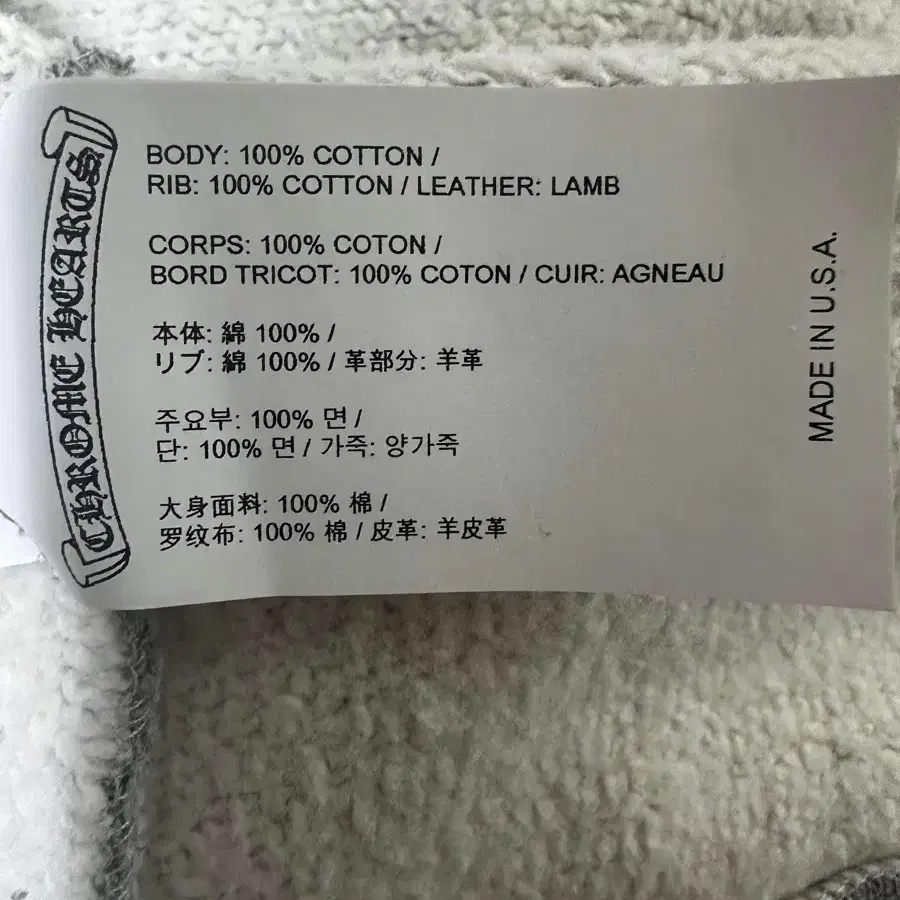 CHROME HEARTS
BODY: 100% COTTON /
RIB: 100% COTTON / LEATHER: LAMB
CORPS: 100% COTON /
BORD TRICOT: 100% COTON / CUIR: AGNEAU
本体: 綿 100% /
リブ: 綿 100% / 革部分: 羊革
주요부: 100% 면 /
단: 100% 면 / 가죽: 양가죽
大身面料: 100% 棉 /
罗纹布: 100% 棉 / 皮革: 羊皮革
MADE IN U.S.A.